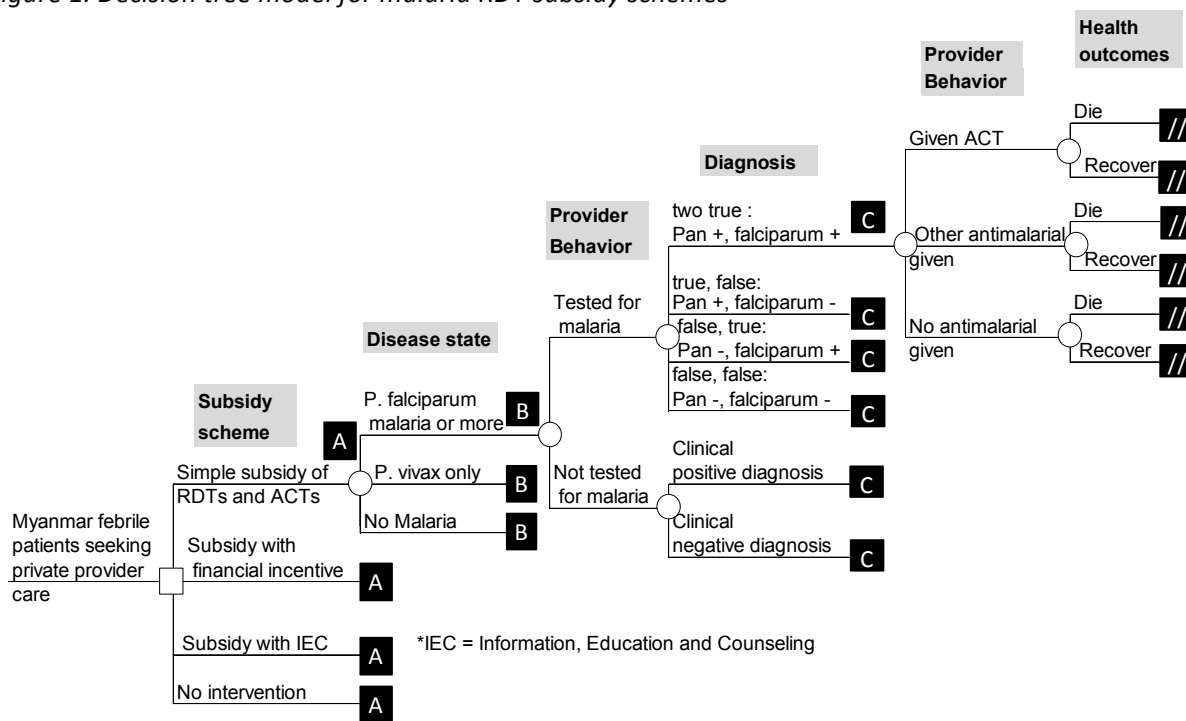 Figure 1: Decision tree model for malaria RDT subsidy schemes
Health
outcomes
Provider
Behavior
Die
//
Given ACT
Recover
//
Diagnosis
two true :
Pan +, falciparum +
C
Die
//
Other antimalarial
given
Recover
//
Provider
Behavior
true, false:
Pan +, falciparum -
C
Die
//
Tested for
malaria
false, true:
Pan -, falciparum +
C
No antimalarial
given
Recover
//
Disease state
false, false:
Pan -, falciparum -
C
Subsidy
scheme
A
P. falciparum
malaria or more
B
Clinical
positive diagnosis
C
Simple subsidy of
RDTs and ACTs
P. vivax only
B
Not tested
for malaria
No Malaria
B
Clinical
negative diagnosis
C
Myanmar febrile
patients seeking
private provider
care
Subsidy with
financial incentive
A
Subsidy with IEC
A
*IEC = Information, Education and Counseling
No intervention
A